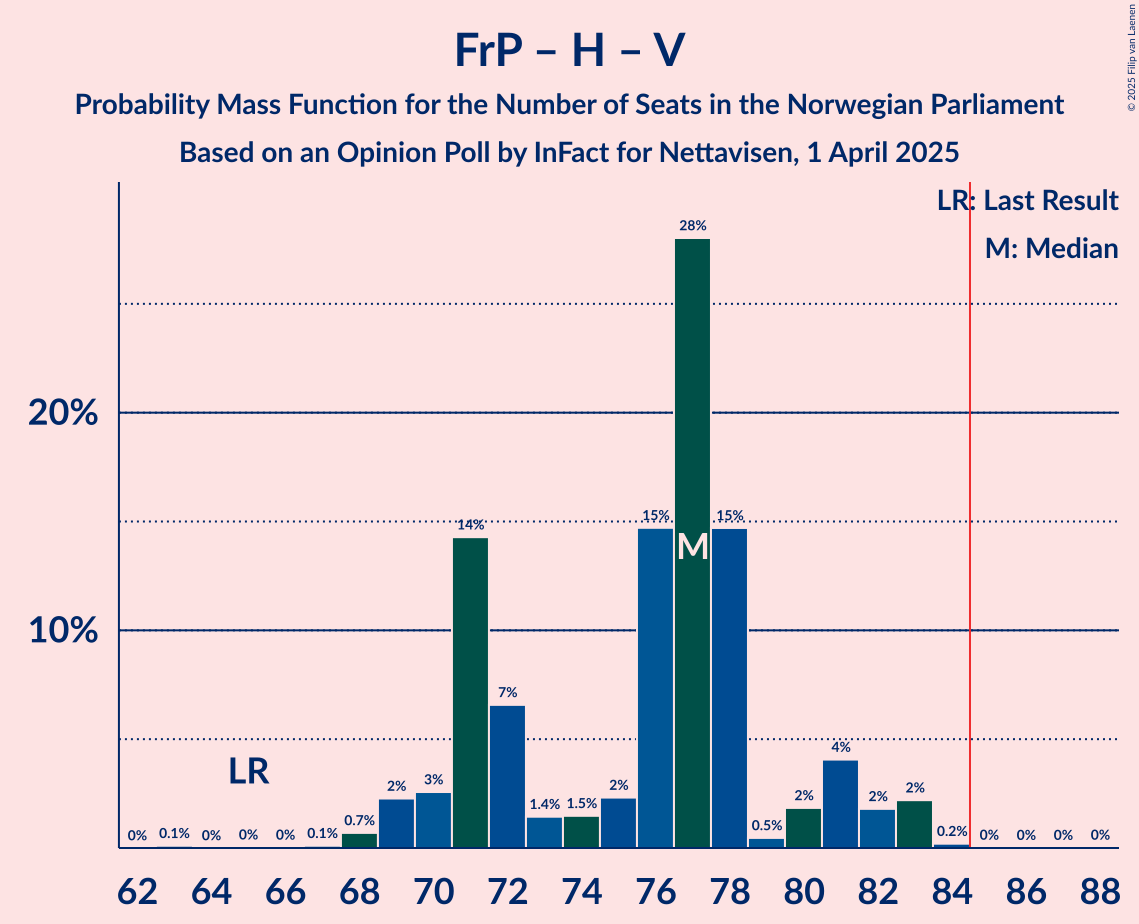 FrP – H – V
Probability Mass Function for the Number of Seats in the Norwegian Parliament
Based on an Opinion Poll by InFact for Nettavisen, 1 April 2025
© 2025 Filip van Laenen
LR: Last Result
M: Median
20%
10%
0% 0.1% 0% 0% 0% 0.1% 0.7% 2% 3% 14% 7% 1.4% 1.5% 2% 15% 28% 15% 0.5% 2% 4% 2% 2% 0.2% 0% 0% 0% 0%
LR
M
62 64 66 68 70 72 74 76 78 80 82 84 86 88